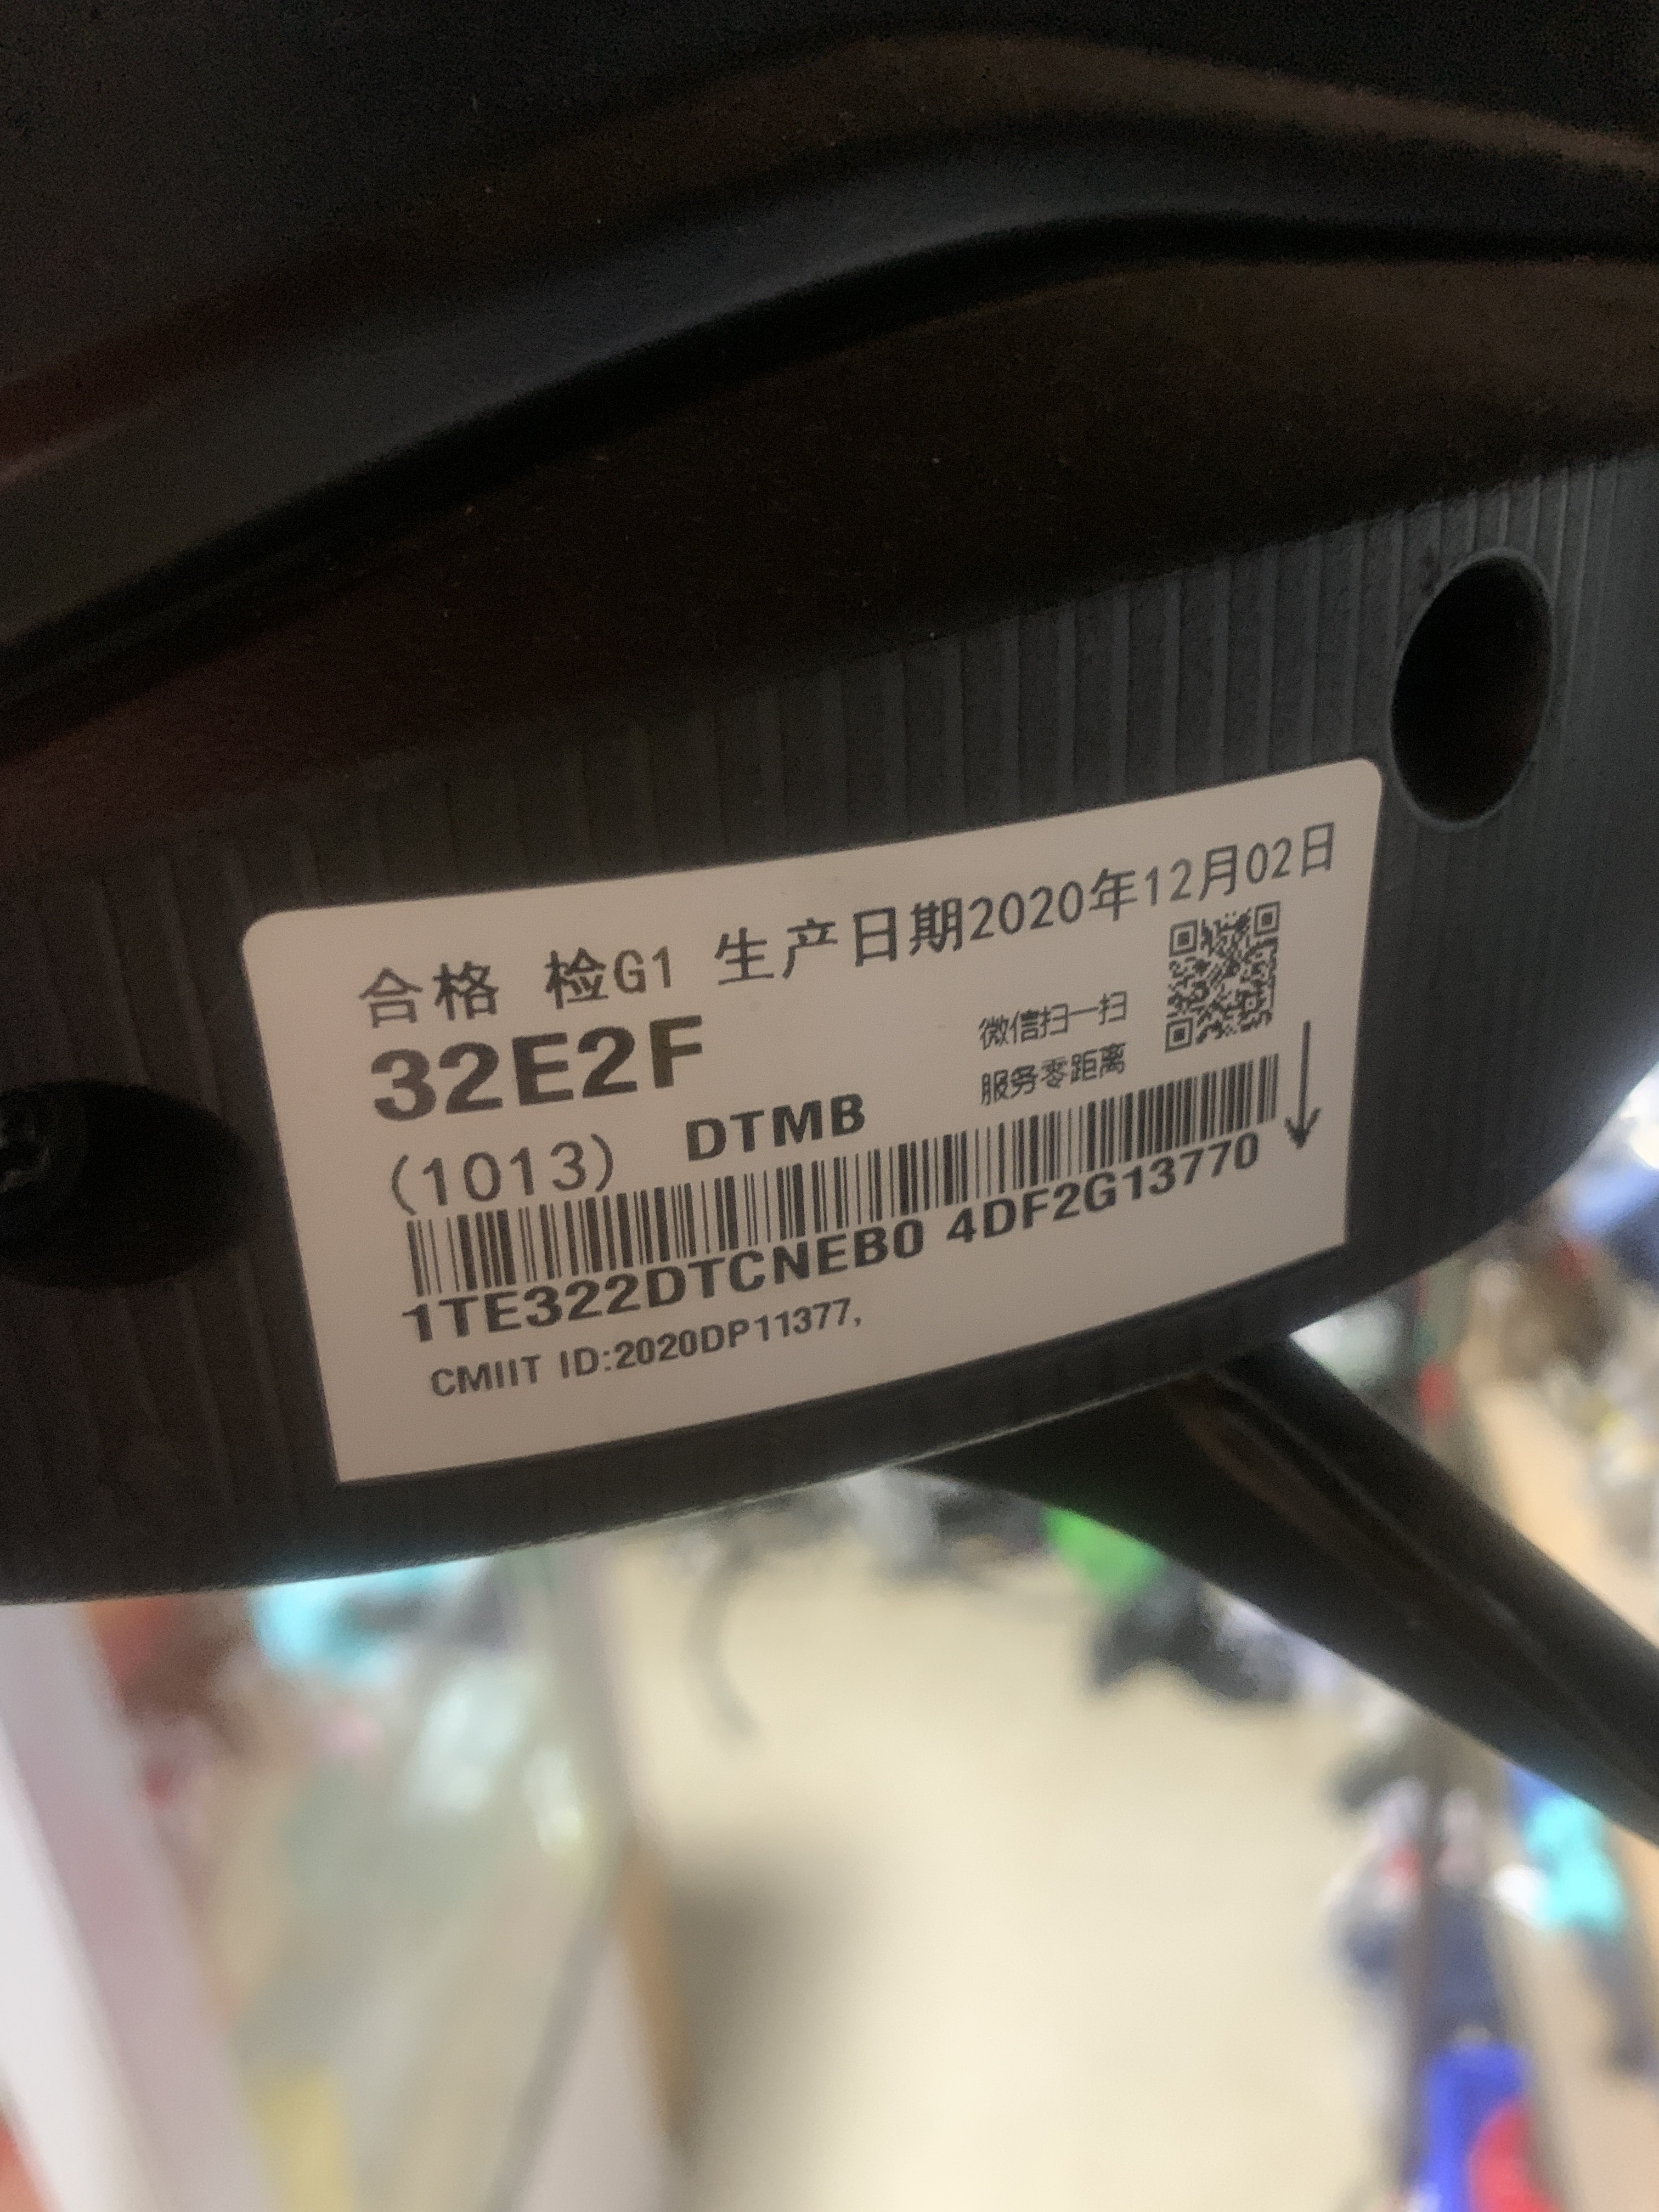 合格 检G1 生产日期2020年12月02日
32E2F
微信扫一扫
服务零距离
(1013) DTMB
1TE322DTCNEB0 4DF2G13770
CMIIT ID:2020DP11377,